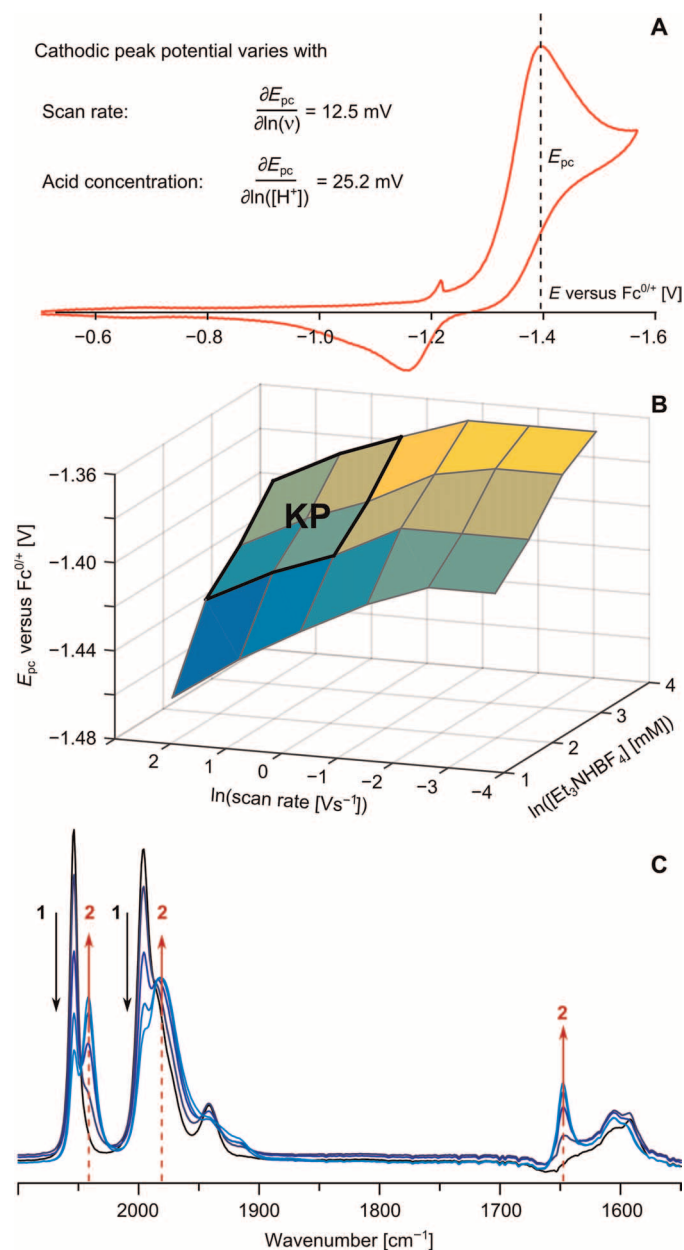 A
Cathodic peak potential varies with
Scan rate: ∂Epc/∂ln(ν) = 12.5 mV
Acid concentration: ∂Epc/∂ln([H+]) = 25.2 mV
Epc
E versus Fc0/+ [V]
−0.6 −0.8 −1.0 −1.2 −1.4 −1.6
B
−1.36
−1.40
−1.44
−1.48
Epc versus Fc0/+ [V]
KP
2 1 0 −1 −2 −3 −4
ln(scan rate [Vs−1])
1 2 3 4
ln([Et3NHBF4] [mM])
C
1 2 1 2
2
2000 1900 1800 1700 1600
Wavenumber [cm−1]